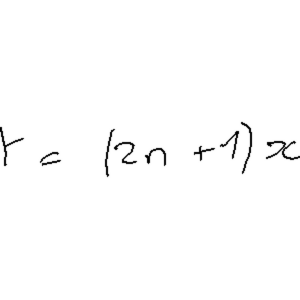 r = (2n + 1) x